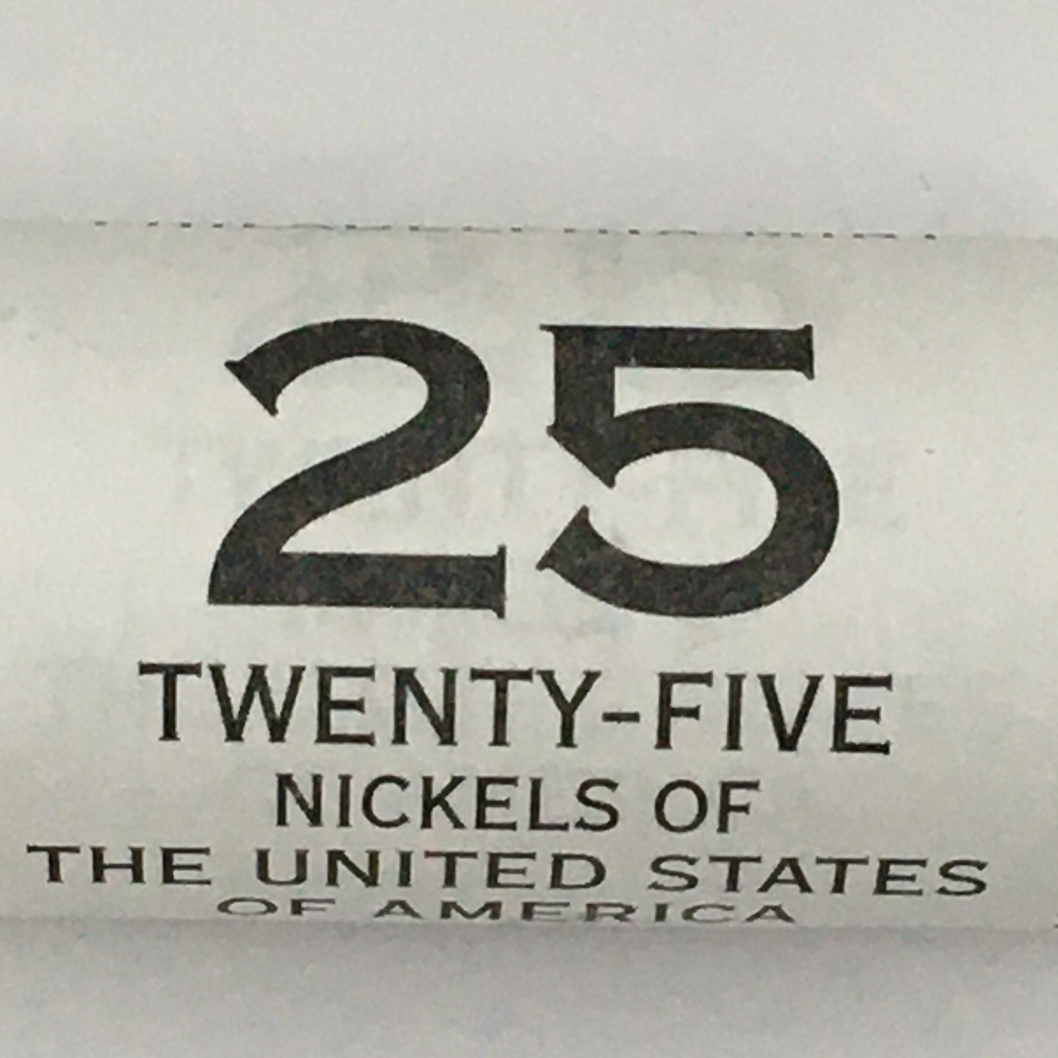 25
TWENTY-FIVE
NICKELS OF
THE UNITED STATES
OF AMERICA